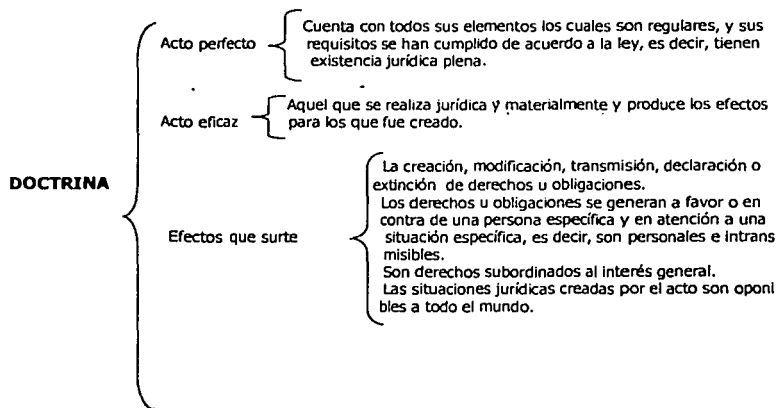 Acto perfecto
Cuenta con todos sus elementos los cuales son regulares, y sus
requisitos se han cumplido de acuerdo a la ley, es decir, tienen
existencia jurídica plena.
Acto eficaz
Aquel que se realiza jurídica y materialmente y produce los efectos
para los que fue creado.
DOCTRINA
Efectos que surte
La creación, modificación, transmisión, declaración o
extinción de derechos u obligaciones.
Los derechos u obligaciones se generan a favor o en
contra de una persona específica y en atención a una
situación específica, es decir, son personales e intrans
misibles.
Son derechos subordinados al interés general.
Las situaciones jurídicas creadas por el acto son oponi
bles a todo el mundo.